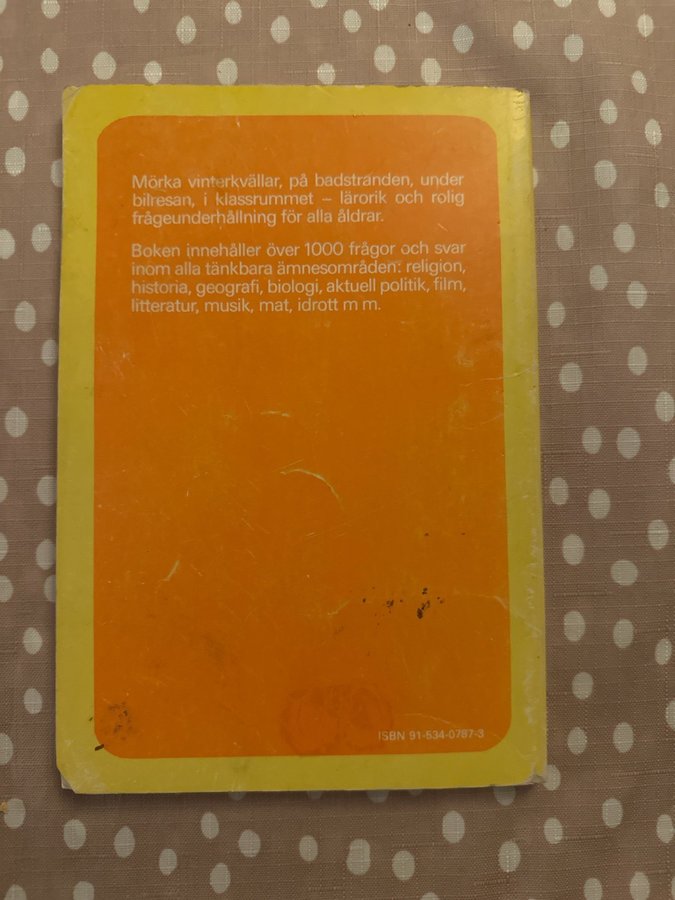 Mörka vinterkvällar, på badstranden, under
bilresan, i klassrummet – lärorik och rolig
frågeunderhållning för alla åldrar.
Boken innehåller över 1000 frågor och svar
inom alla tänkbara ämnesområden: religion,
historia, geografi, biologi, aktuell politik, film,
litteratur, musik, mat, idrott m m.
ISBN 91-534-0787-3